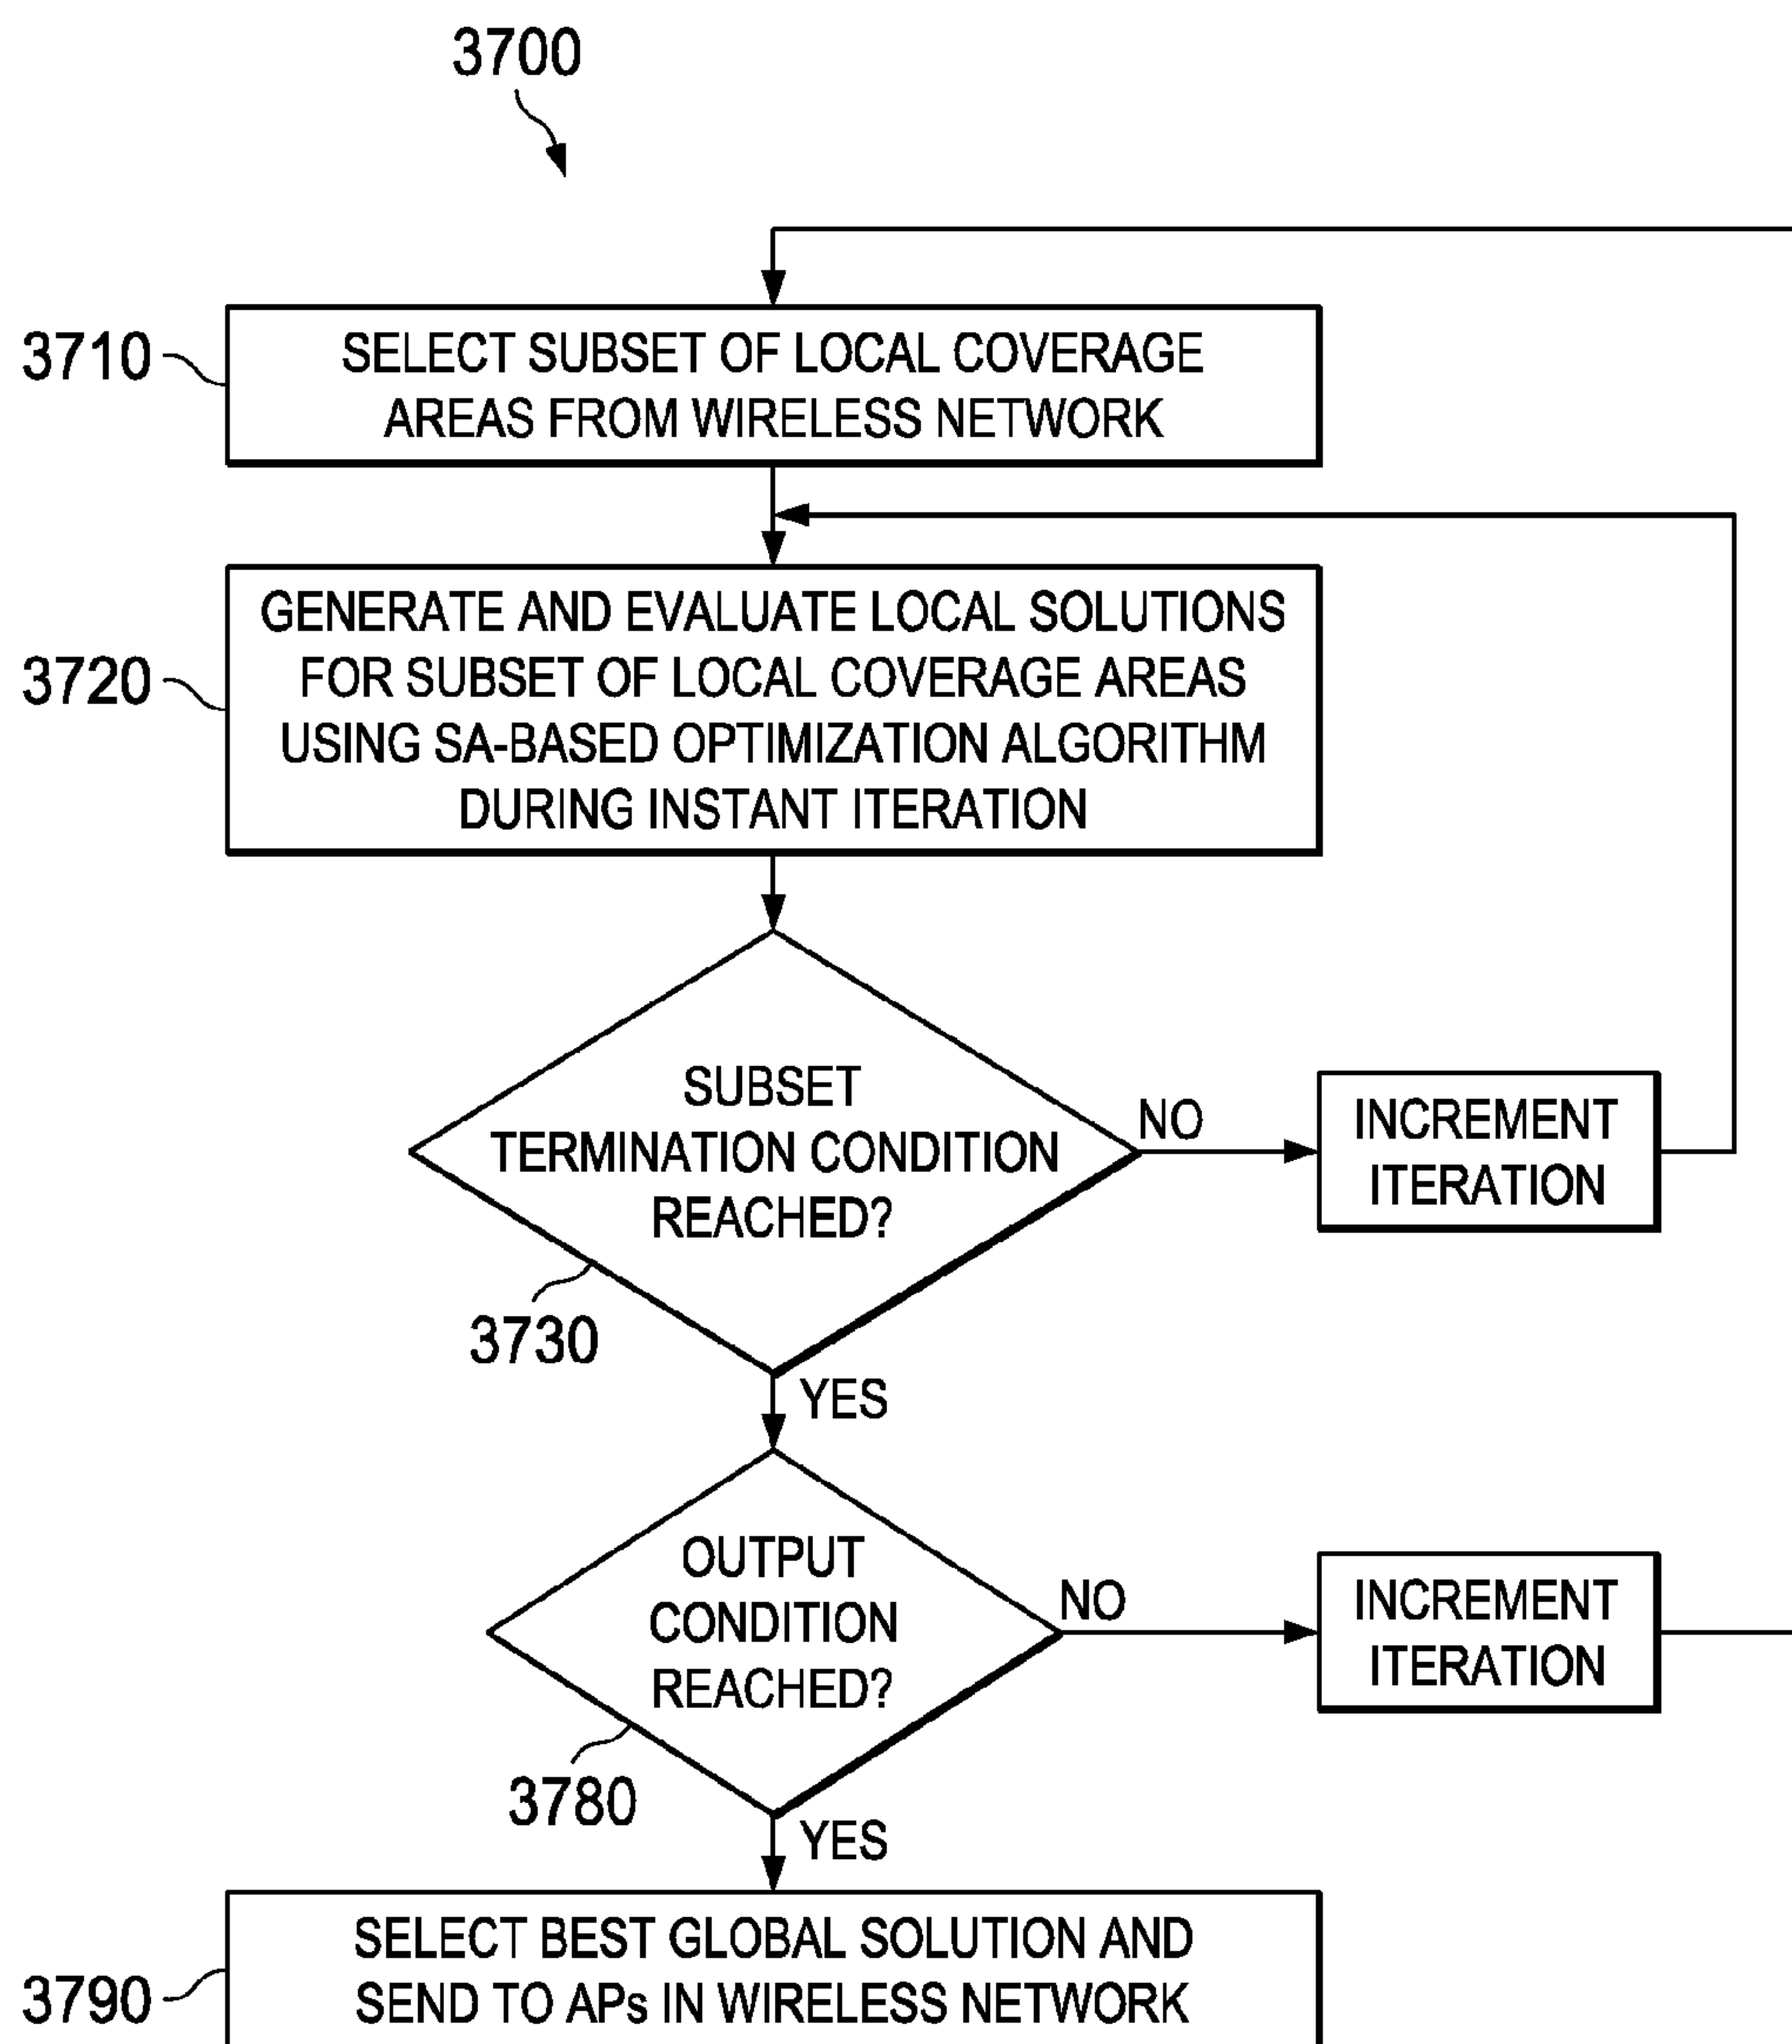 3700
3710
SELECT SUBSET OF LOCAL COVERAGE
AREAS FROM WIRELESS NETWORK
3720
GENERATE AND EVALUATE LOCAL SOLUTIONS
FOR SUBSET OF LOCAL COVERAGE AREAS
USING SA-BASED OPTIMIZATION ALGORITHM
DURING INSTANT ITERATION
SUBSET
TERMINATION CONDITION
REACHED?
NO
INCREMENT
ITERATION
3730
YES
OUTPUT
CONDITION
REACHED?
NO
INCREMENT
ITERATION
3780
YES
3790
SELECT BEST GLOBAL SOLUTION AND
SEND TO APs IN WIRELESS NETWORK